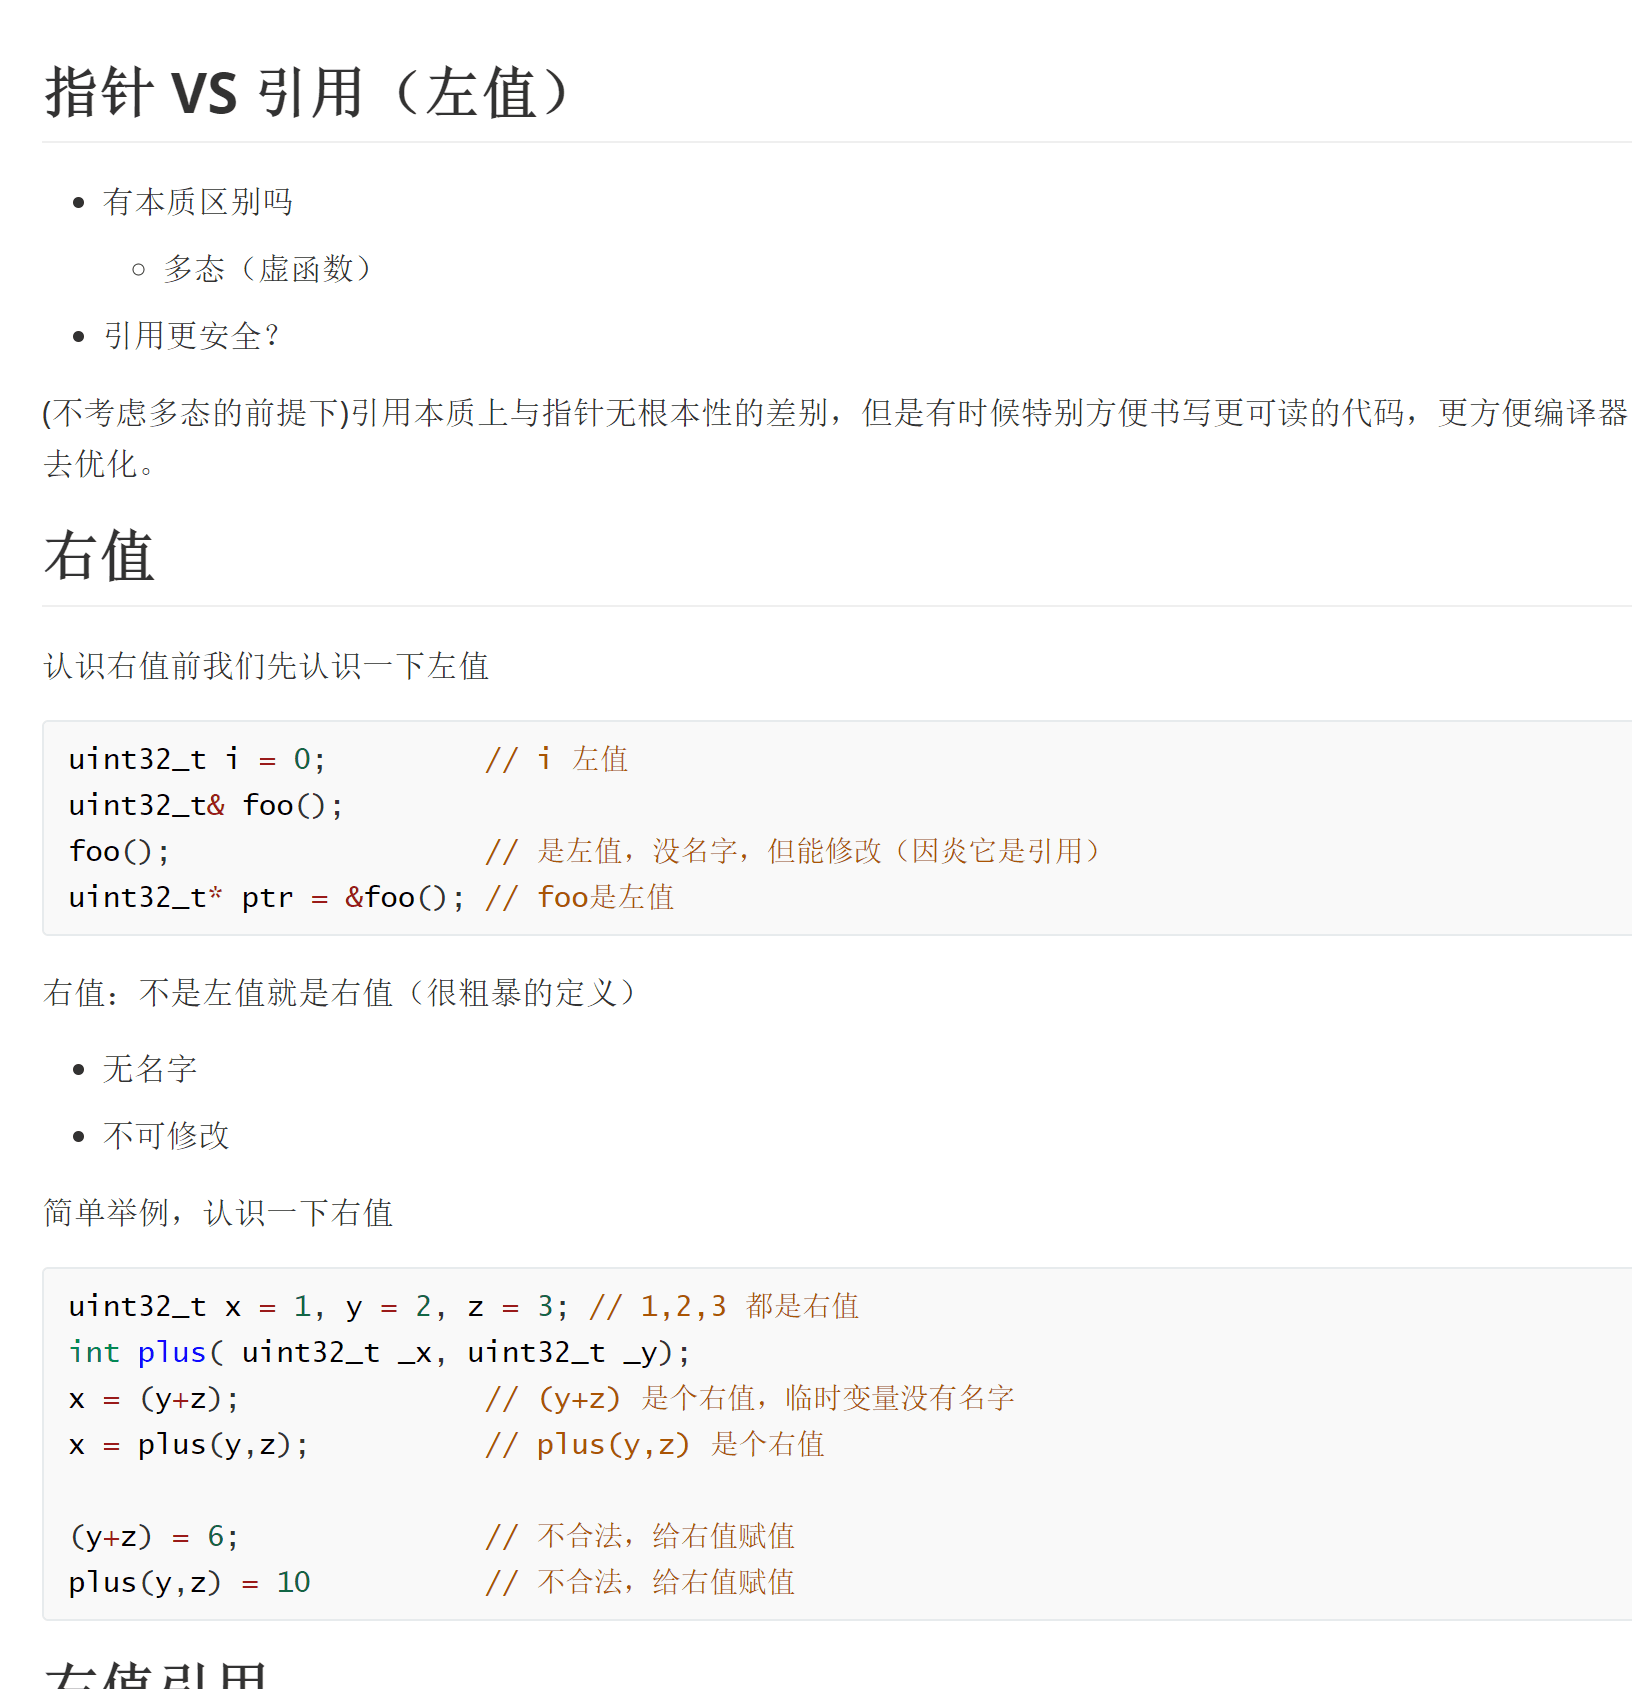 指针 VS 引用（左值）
有本质区别吗
多态（虚函数）
引用更安全？
(不考虑多态的前提下)引用本质上与指针无根本性的差别，但是有时候特别方便书写更可读的代码，更方便编译器
去优化。
右值
认识右值前我们先认识一下左值
uint32_t i = 0;         // i 左值
uint32_t& foo();
foo();                  // 是左值，没名字，但能修改（因炎它是引用）
uint32_t* ptr = &foo(); // foo是左值
右值：不是左值就是右值（很粗暴的定义）
无名字
不可修改
简单举例，认识一下右值
uint32_t x = 1, y = 2, z = 3; // 1,2,3 都是右值
int plus( uint32_t _x, uint32_t _y);
x = (y+z);              // (y+z) 是个右值，临时变量没有名字
x = plus(y,z);          // plus(y,z) 是个右值
(y+z) = 6;              // 不合法，给右值赋值
plus(y,z) = 10          // 不合法，给右值赋值
右值引用